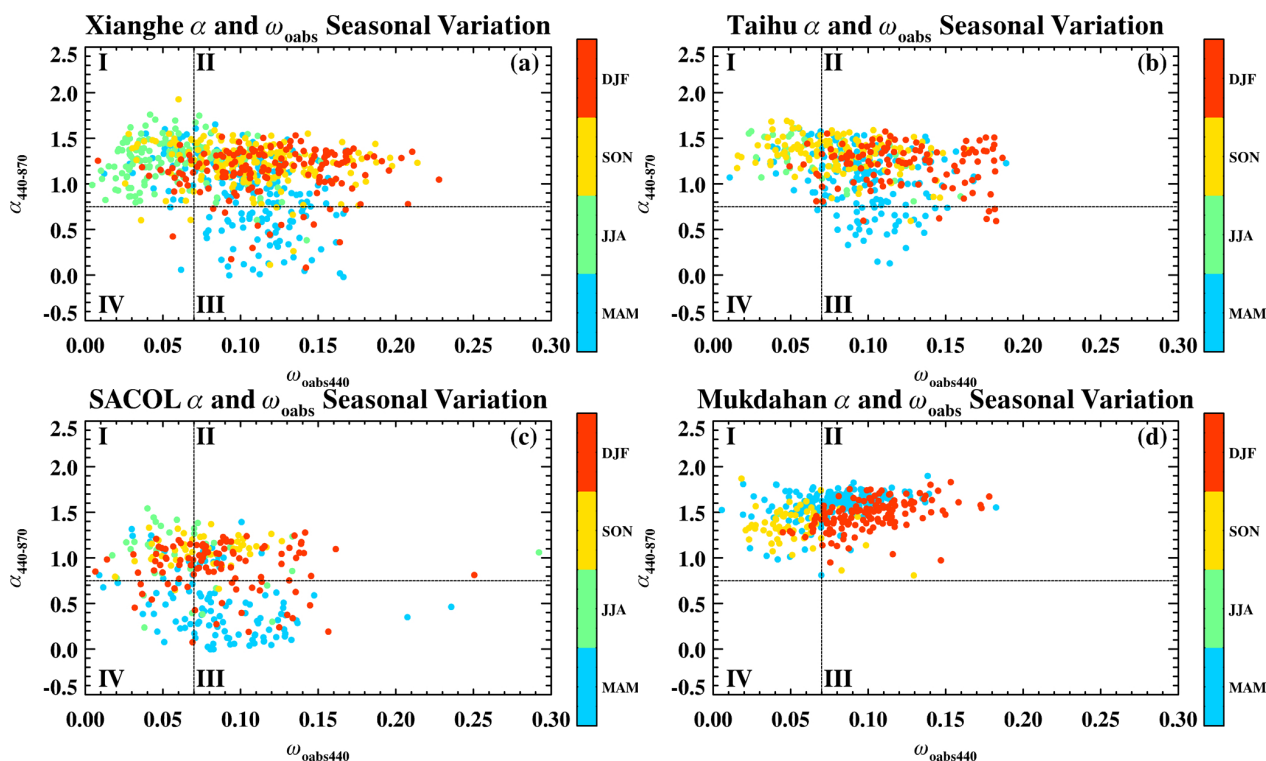 Xianghe α and ωoabs Seasonal Variation
I II (a)
2.5
2.0
1.5
1.0
0.5
0.0
-0.5
IV III
0.00 0.05 0.10 0.15 0.20 0.25 0.30
α440-870
ωoabs440
DJF
SON
JJA
MAM
Taihu α and ωoabs Seasonal Variation
I II (b)
2.5
2.0
1.5
1.0
0.5
0.0
-0.5
IV III
0.00 0.05 0.10 0.15 0.20 0.25 0.30
α440-870
ωoabs440
DJF
SON
JJA
MAM
SACOL α and ωoabs Seasonal Variation
I II (c)
2.5
2.0
1.5
1.0
0.5
0.0
-0.5
IV III
0.00 0.05 0.10 0.15 0.20 0.25 0.30
α440-870
ωoabs440
DJF
SON
JJA
MAM
Mukdahan α and ωoabs Seasonal Variation
I II (d)
2.5
2.0
1.5
1.0
0.5
0.0
-0.5
IV III
0.00 0.05 0.10 0.15 0.20 0.25 0.30
α440-870
ωoabs440
DJF
SON
JJA
MAM